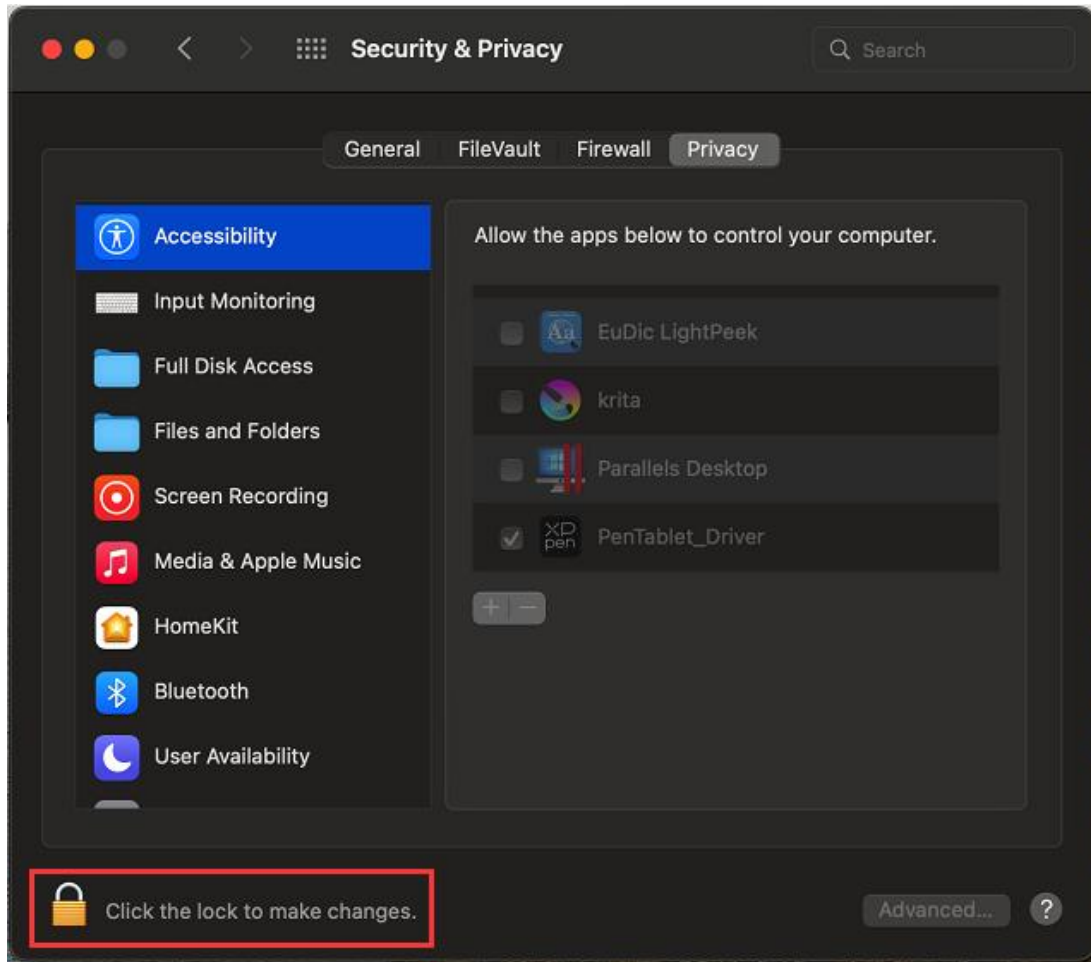 Security & Privacy
Search
General FileVault Firewall Privacy
Accessibility
Input Monitoring
Full Disk Access
Files and Folders
Screen Recording
Media & Apple Music
HomeKit
Bluetooth
User Availability
Allow the apps below to control your computer.
Aa EuDic LightPeek
krita
Parallels Desktop
XP
pen
PenTablet_Driver
+ −
Click the lock to make changes.
Advanced...
?